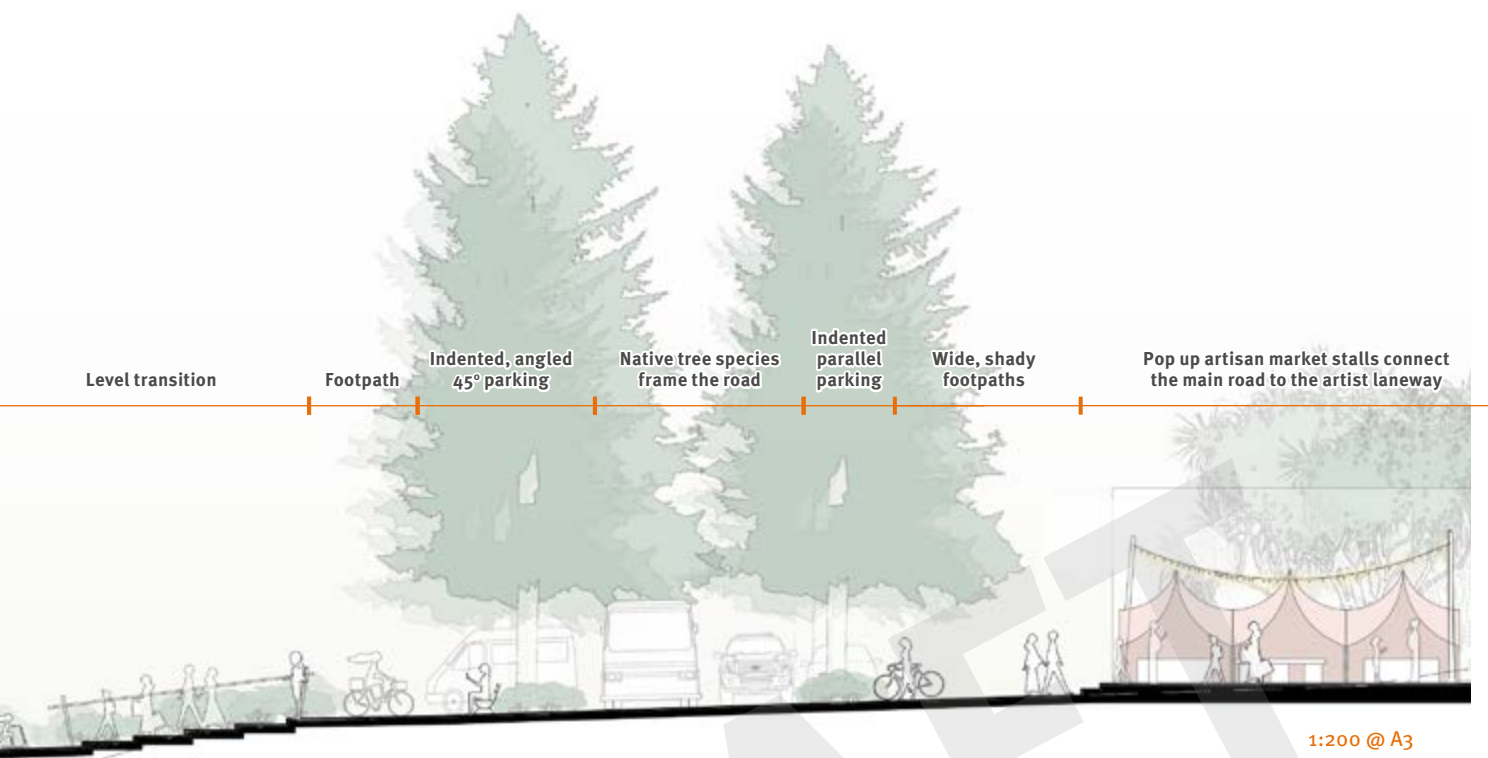 Level transition
Footpath
Indented, angled
45° parking
Native tree species
frame the road
Indented
parallel
parking
Wide, shady
footpaths
Pop up artisan market stalls connect
the main road to the artist laneway
1:200 @ A3